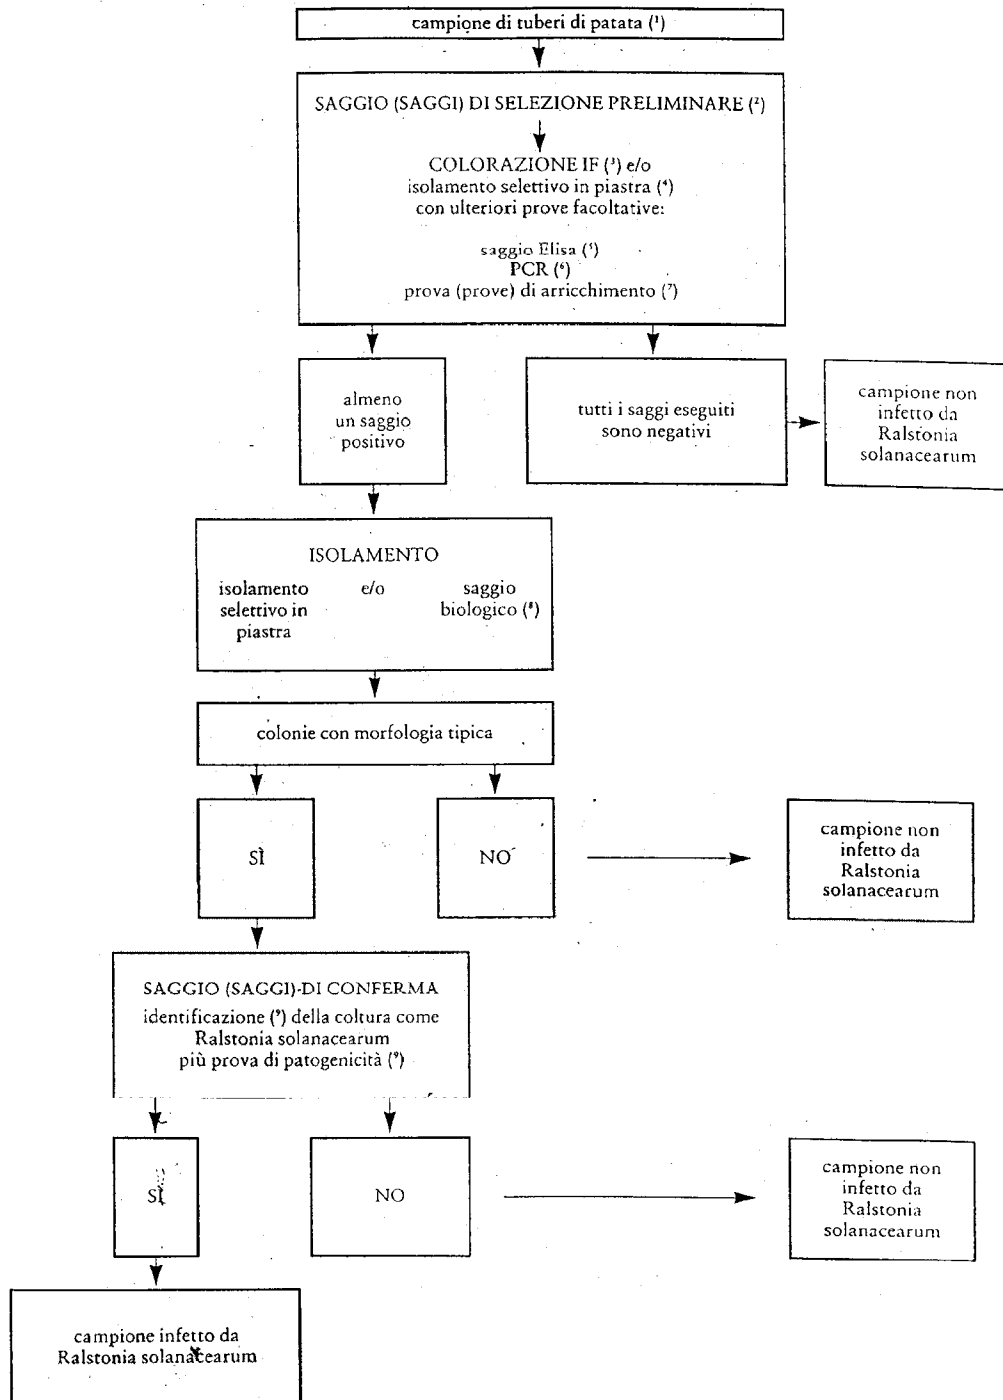 campione di tuberi di patata (¹)
SAGGIO (SAGGI) DI SELEZIONE PRELIMINARE (²)
COLORAZIONE IF (³) e/o
isolamento selettivo in piastra (⁴)
con ulteriori prove facoltative:
saggio Elisa (⁵)
PCR (⁶)
prova (prove) di arricchimento (⁷)
almeno
un saggio
positivo
tutti i saggi eseguiti
sono negativi
campione non
infetto da
Ralstonia
solanacearum
ISOLAMENTO
isolamento
selettivo in
piastra
e/o
saggio
biologico (⁸)
colonie con morfologia tipica
SÌ
NO
campione non
infetto da
Ralstonia
solanacearum
SAGGIO (SAGGI) DI CONFERMA
identificazione (⁹) della coltura come
Ralstonia solanacearum
più prova di patogenicità (⁹)
SÌ
NO
campione non
infetto da
Ralstonia
solanacearum
campione infetto da
Ralstonia solanacearum